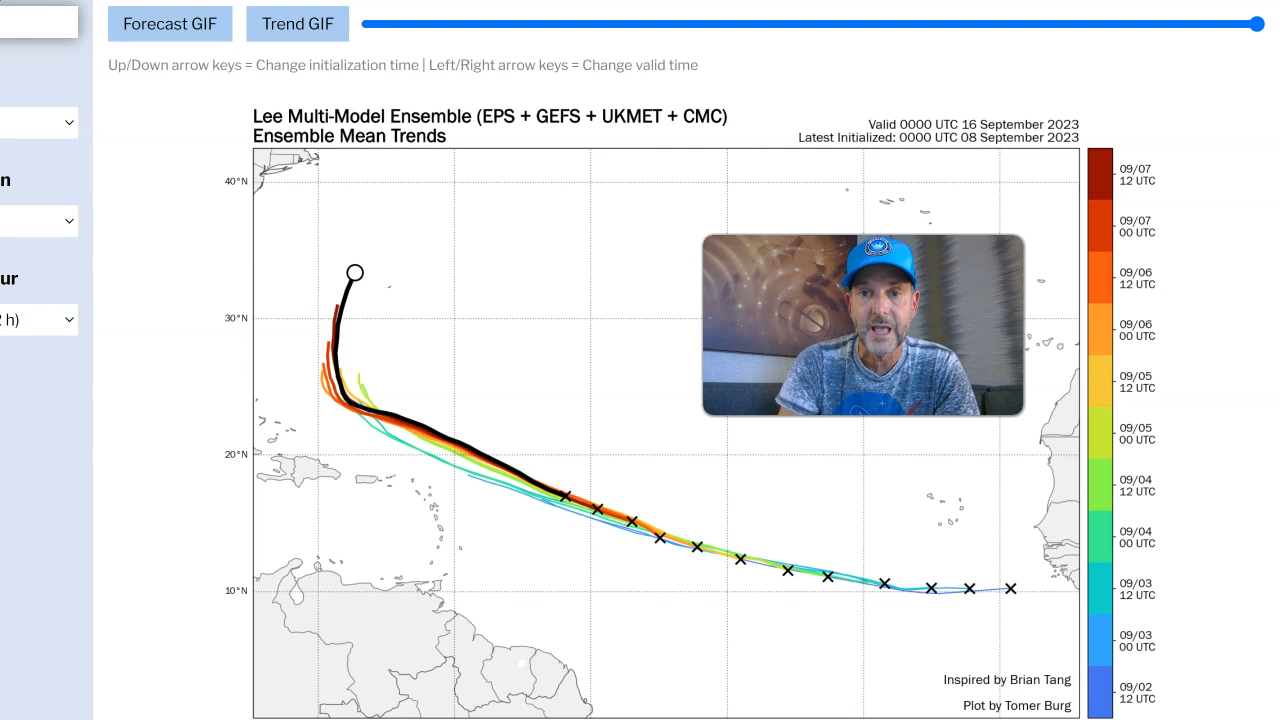 Forecast GIF
Trend GIF
Up/Down arrow keys = Change initialization time | Left/Right arrow keys = Change valid time
n
ur
2 h)
Lee Multi-Model Ensemble (EPS + GEFS + UKMET + CMC)
Ensemble Mean Trends
Valid 0000 UTC 16 September 2023
Latest Initialized: 0000 UTC 08 September 2023
40°N
30°N
20°N
10°N
09/07
12 UTC
09/07
00 UTC
09/06
12 UTC
09/06
00 UTC
09/05
12 UTC
09/05
00 UTC
09/04
12 UTC
09/04
00 UTC
09/03
12 UTC
09/03
00 UTC
09/02
12 UTC
Inspired by Brian Tang
Plot by Tomer Burg